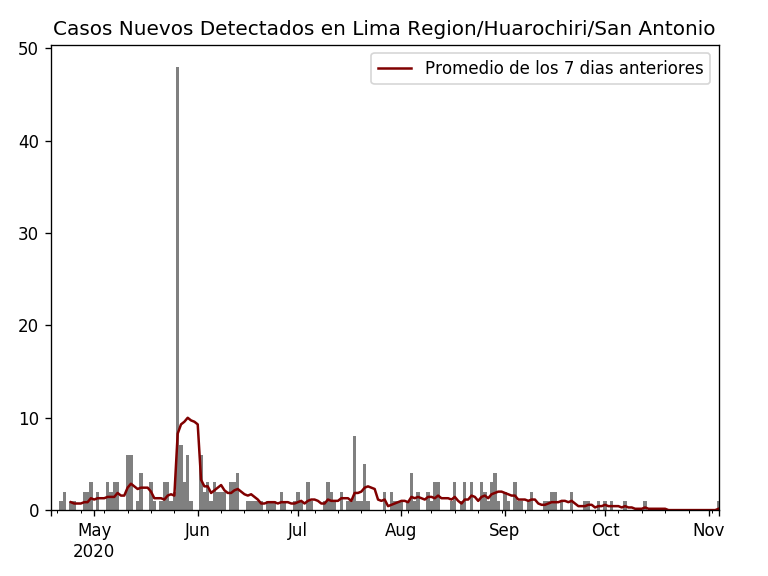 Casos Nuevos Detectados en Lima Region/Huarochiri/San Antonio
Promedio de los 7 dias anteriores
50
40
30
20
10
0
May Jun Jul Aug Sep Oct Nov
2020